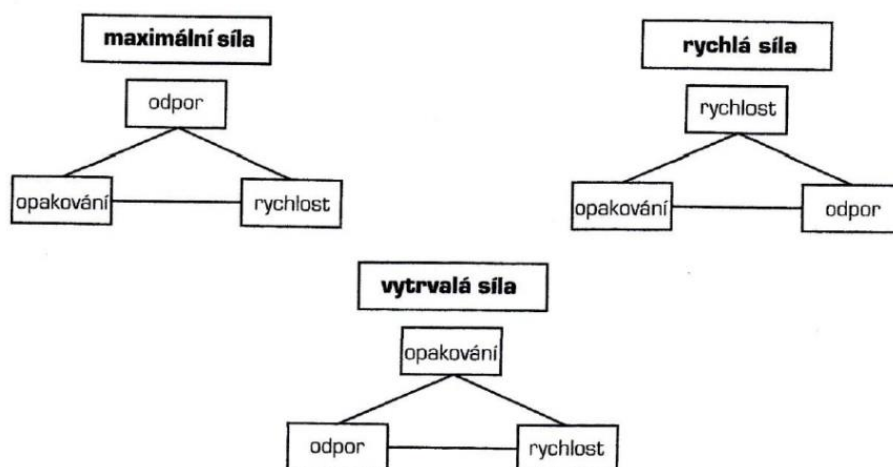 maximální síla
odpor
opakování
rychlost
rychlá síla
rychlost
opakování
odpor
vytrvalá síla
opakování
odpor
rychlost